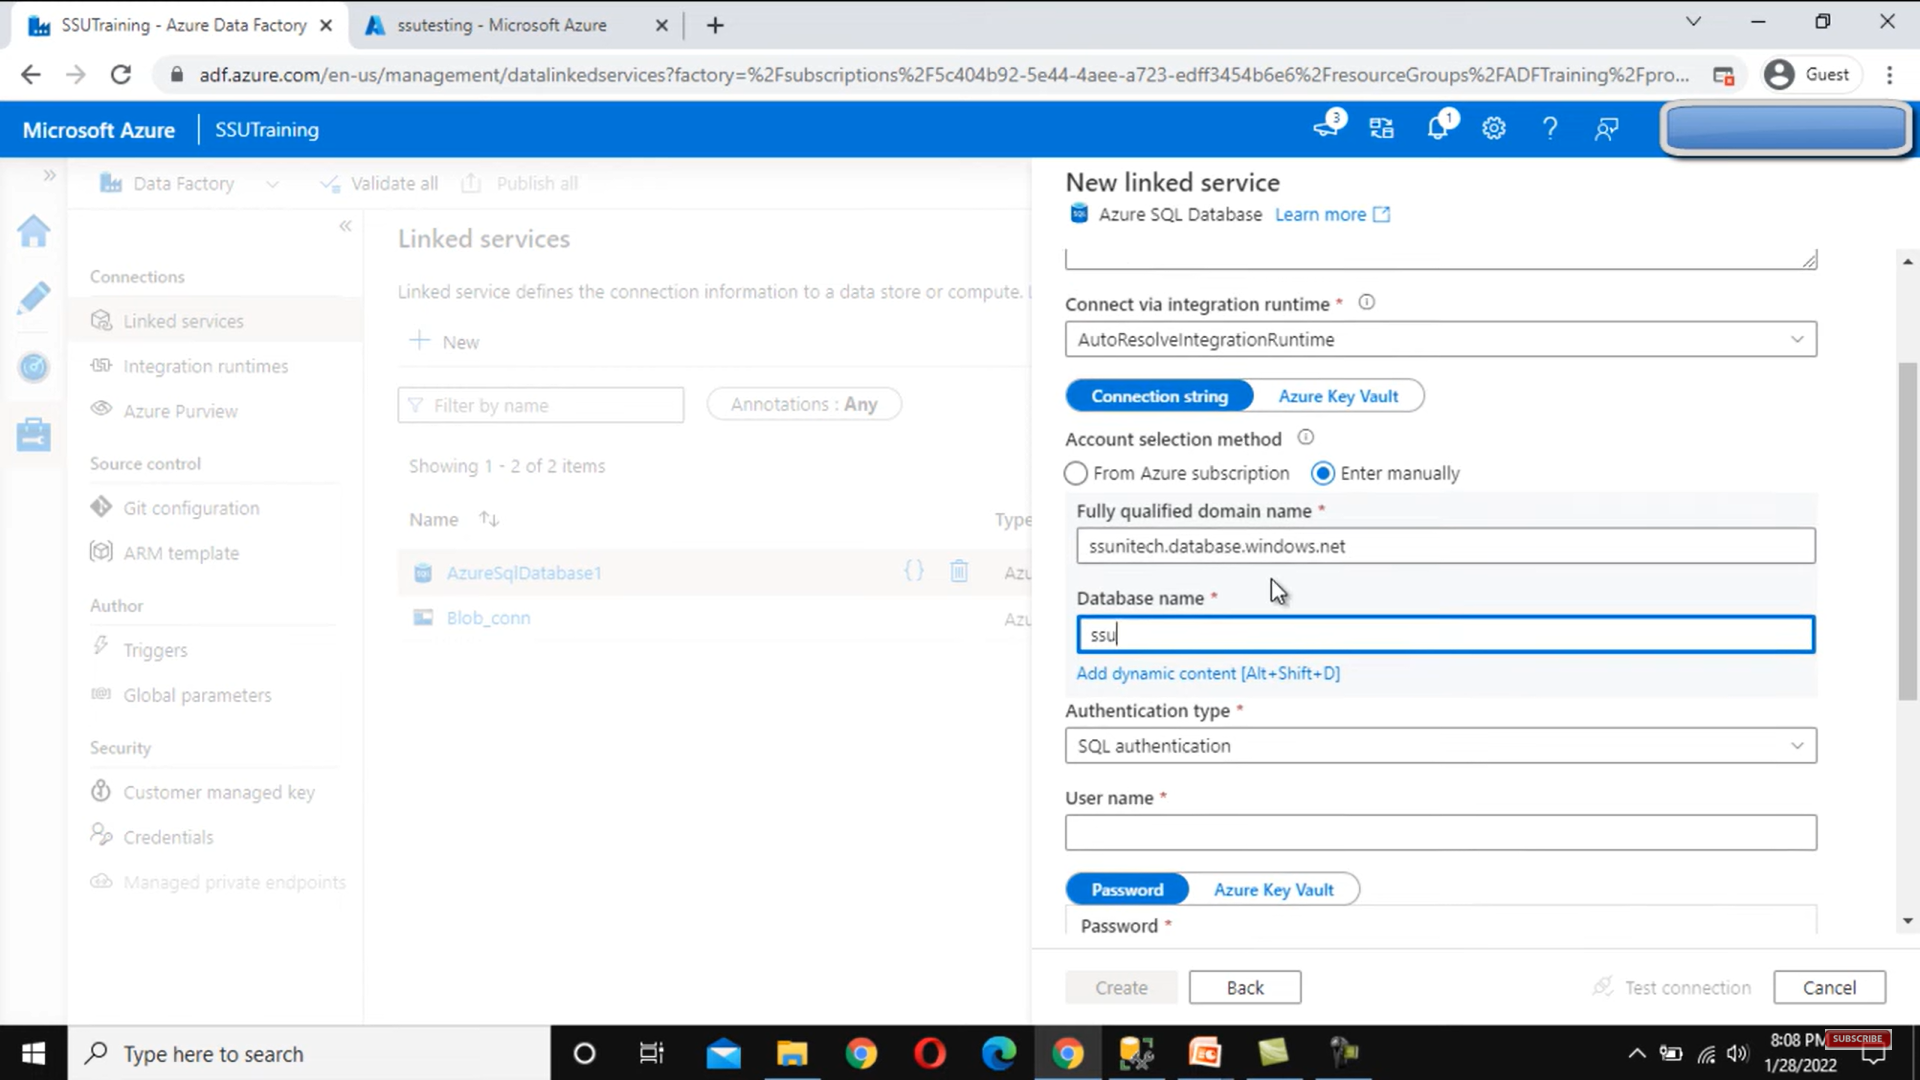 SSUTraining - Azure Data Factory
ssutesting - Microsoft Azure
adf.azure.com/en-us/management/datalinkedservices?factory=%2Fsubscriptions%2F5c404b92-5e44-4aee-a723-edff3454b6e6%2FresourceGroups%2FADFTraining%2Fpro...
Guest
Microsoft Azure
SSUTraining
3
1
Data Factory
Validate all
Publish all
Connections
Linked services
Integration runtimes
Azure Purview
Source control
Git configuration
ARM template
Author
Triggers
Global parameters
Security
Customer managed key
Credentials
Managed private endpoints
Linked services
Linked service defines the connection information to a data store or compute.
New
Filter by name
Annotations : Any
Showing 1 - 2 of 2 items
Name
Type
AzureSqlDatabase1
Azu
Blob_conn
Azu
New linked service
Azure SQL Database
Learn more
Connect via integration runtime *
AutoResolveIntegrationRuntime
Connection string
Azure Key Vault
Account selection method
From Azure subscription
Enter manually
Fully qualified domain name *
ssunitech.database.windows.net
Database name *
ssu
Add dynamic content [Alt+Shift+D]
Authentication type *
SQL authentication
User name *
Password
Azure Key Vault
Password *
Create
Back
Test connection
Cancel
Type here to search
8:08 PM
1/28/2022
SUBSCRIBE